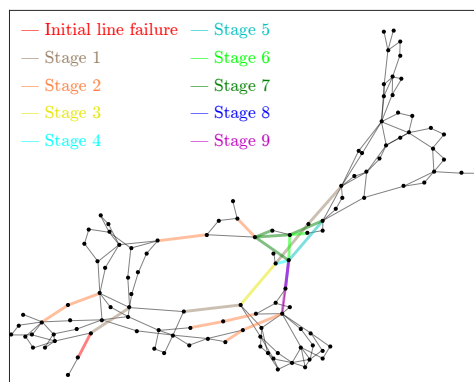 Initial line failure
Stage 1
Stage 2
Stage 3
Stage 4
Stage 5
Stage 6
Stage 7
Stage 8
Stage 9